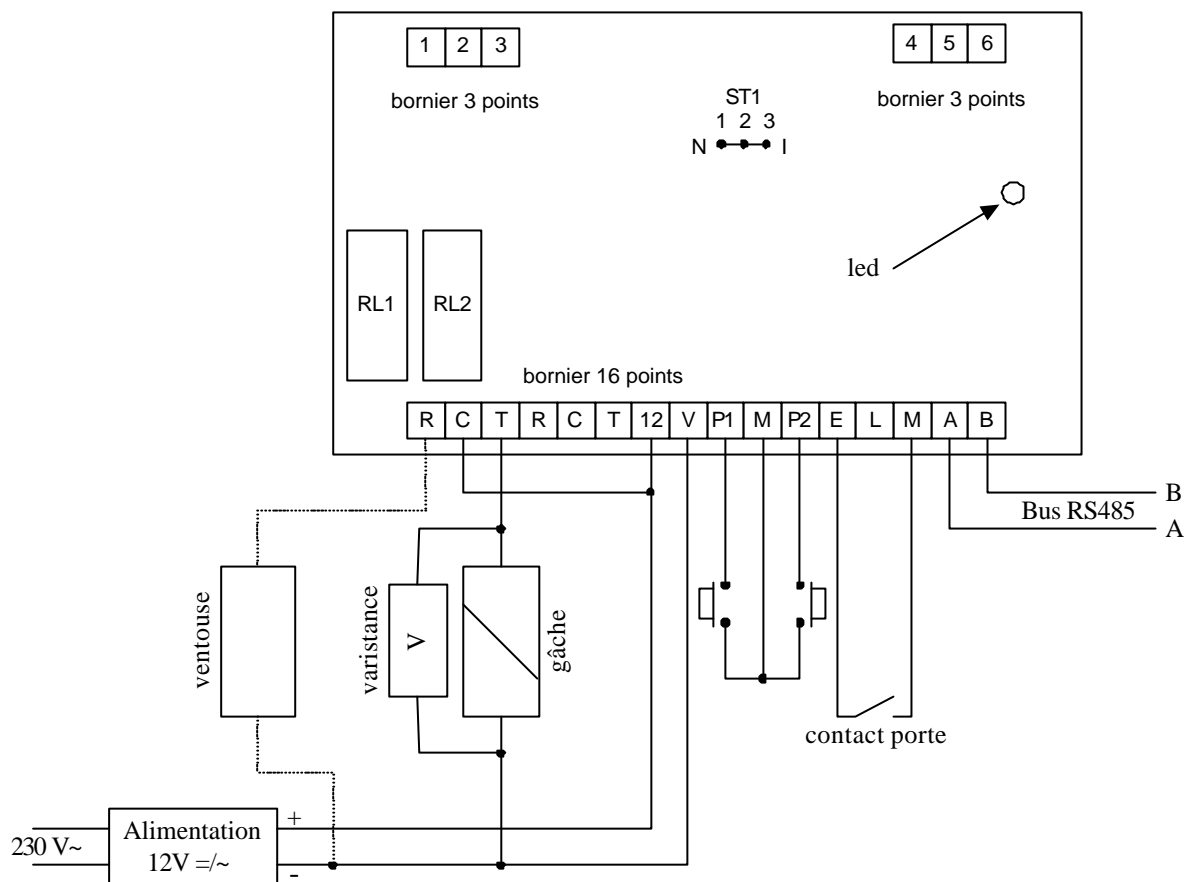 1 2 3
4 5 6
bornier 3 points
bornier 3 points
ST1
1 2 3
N I
led
RL1
RL2
bornier 16 points
R C T R C T 12 V P1 M P2 E L M A B
B
Bus RS485
A
ventouse
varistance
V
gâche
contact porte
230 V~
Alimentation
12V =/~
+
-